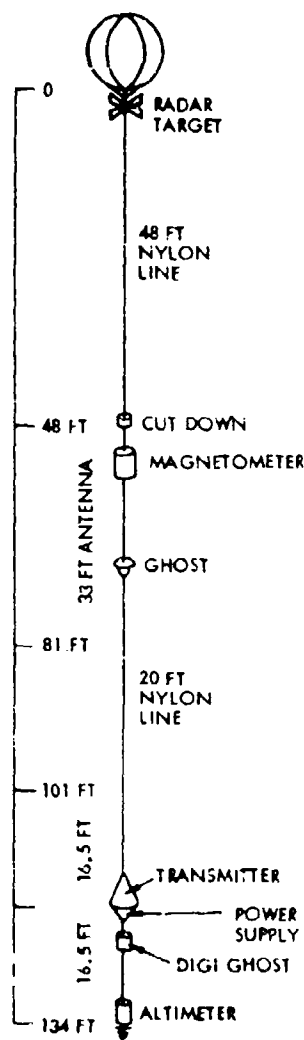 0
RADAR
TARGET
48 FT
NYLON
LINE
48 FT
CUT DOWN
MAGNETOMETER
33 FT ANTENNA
GHOST
81 FT
20 FT
NYLON
LINE
101 FT
16.5 FT
TRANSMITTER
POWER
SUPPLY
16.5 FT
DIGI GHOST
ALTIMETER
134 FT